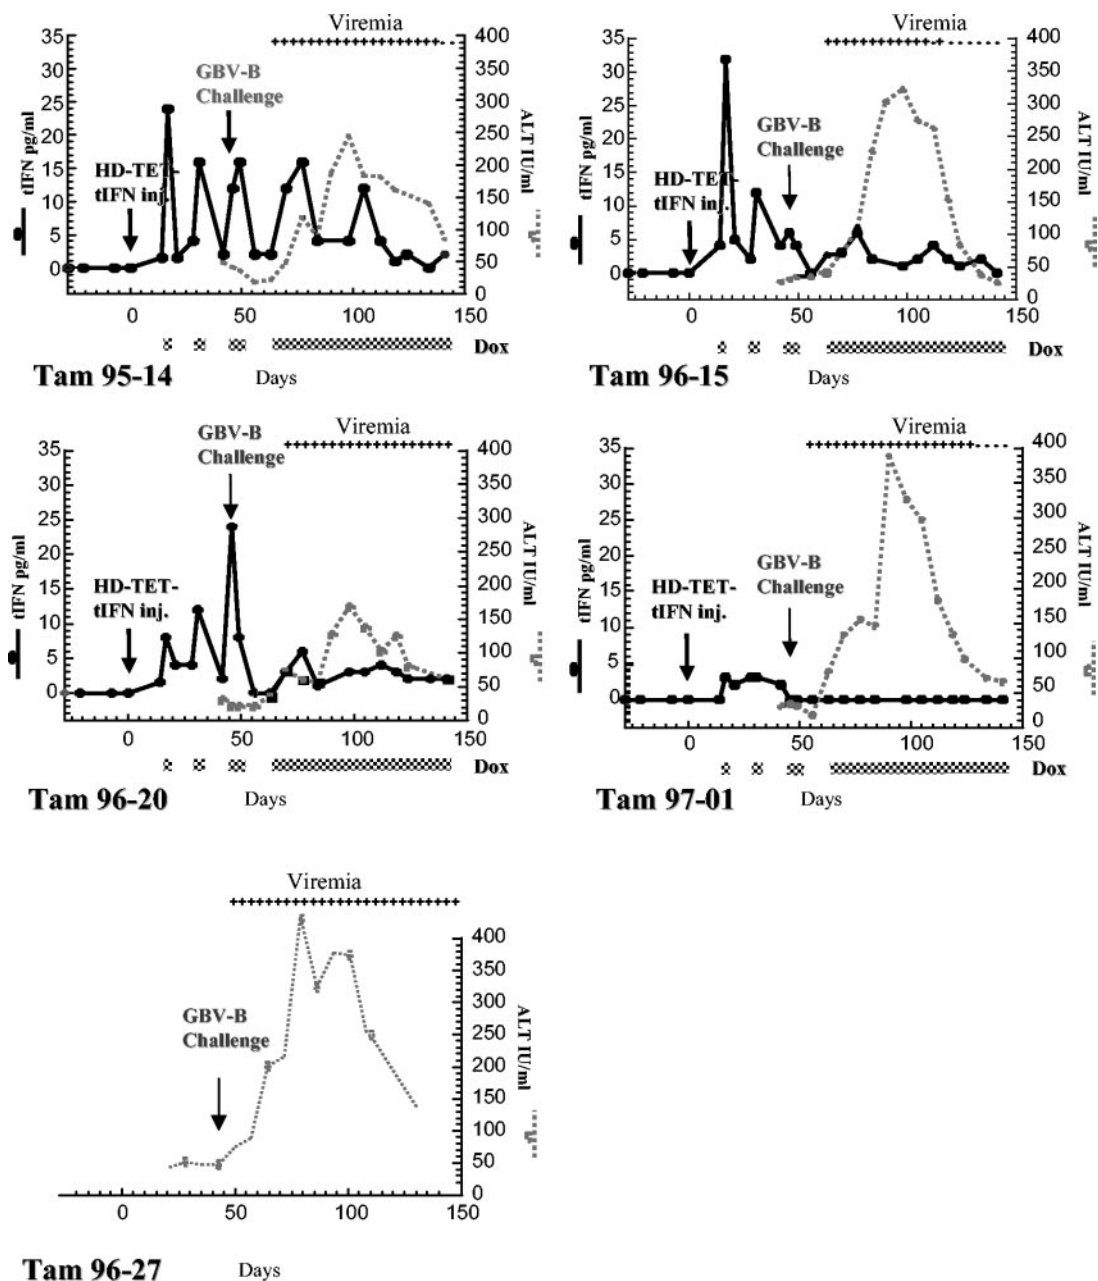 Viremia
++++++++++++++++++-----
35
30
25
20
15
10
5
0
tIFN pg/ml
GBV-B
Challenge
HD-TET-
tIFN inj.
400
350
300
250
200
150
100
50
0
ALT IU/ml
0 50 100 150
Dox
Tam 95-14 Days
Viremia
35
30
25
20
15
10
5
0
tIFN pg/ml
GBV-B
Challenge
HD-TET-
tIFN inj.
400
350
300
250
200
150
100
50
0
ALT IU/ml
0 50 100 150
Dox
Tam 96-15 Days
Viremia
35
30
25
20
15
10
5
0
tIFN pg/ml
GBV-B
Challenge
HD-TET-
tIFN inj.
400
350
300
250
200
150
100
50
0
ALT IU/ml
0 50 100 150
Dox
Tam 96-20 Days
Viremia
35
30
25
20
15
10
5
0
tIFN pg/ml
GBV-B
Challenge
HD-TET-
tIFN inj.
400
350
300
250
200
150
100
50
0
ALT IU/ml
0 50 100 150
Dox
Tam 97-01 Days
Viremia
GBV-B
Challenge
400
350
300
250
200
150
100
50
0
ALT IU/ml
0 50 100 150
Tam 96-27 Days